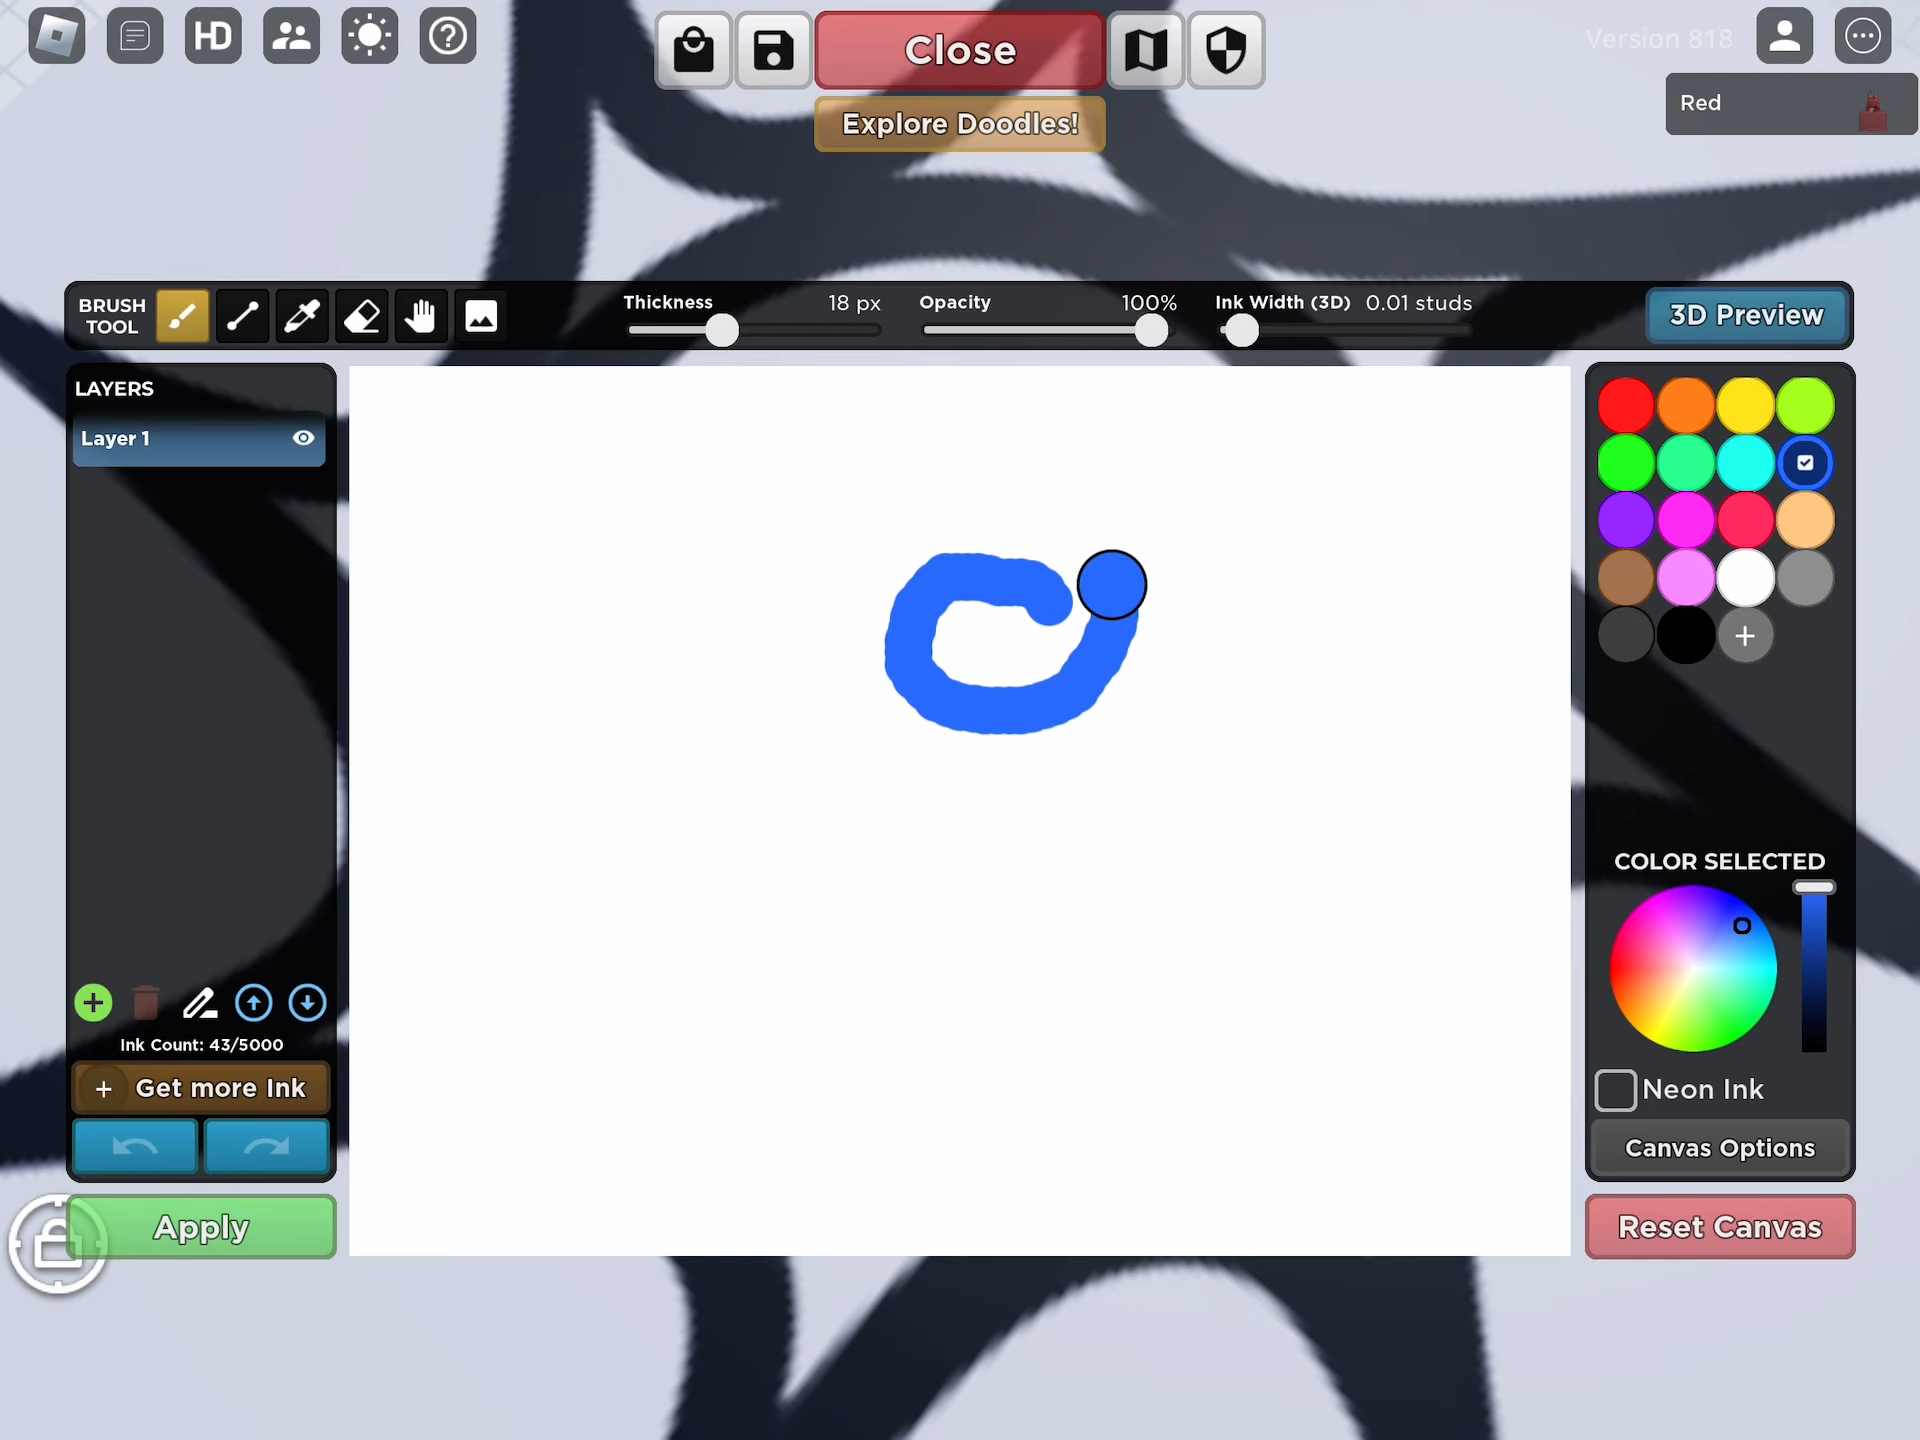 HD
Close
Version 818
Explore Doodles!
Red
BRUSH
TOOL
Thickness 18 px
Opacity 100%
Ink Width (3D) 0.01 studs
3D Preview
LAYERS
Layer 1
COLOR SELECTED
Ink Count: 43/5000
+ Get more Ink
Neon Ink
Canvas Options
Apply
Reset Canvas